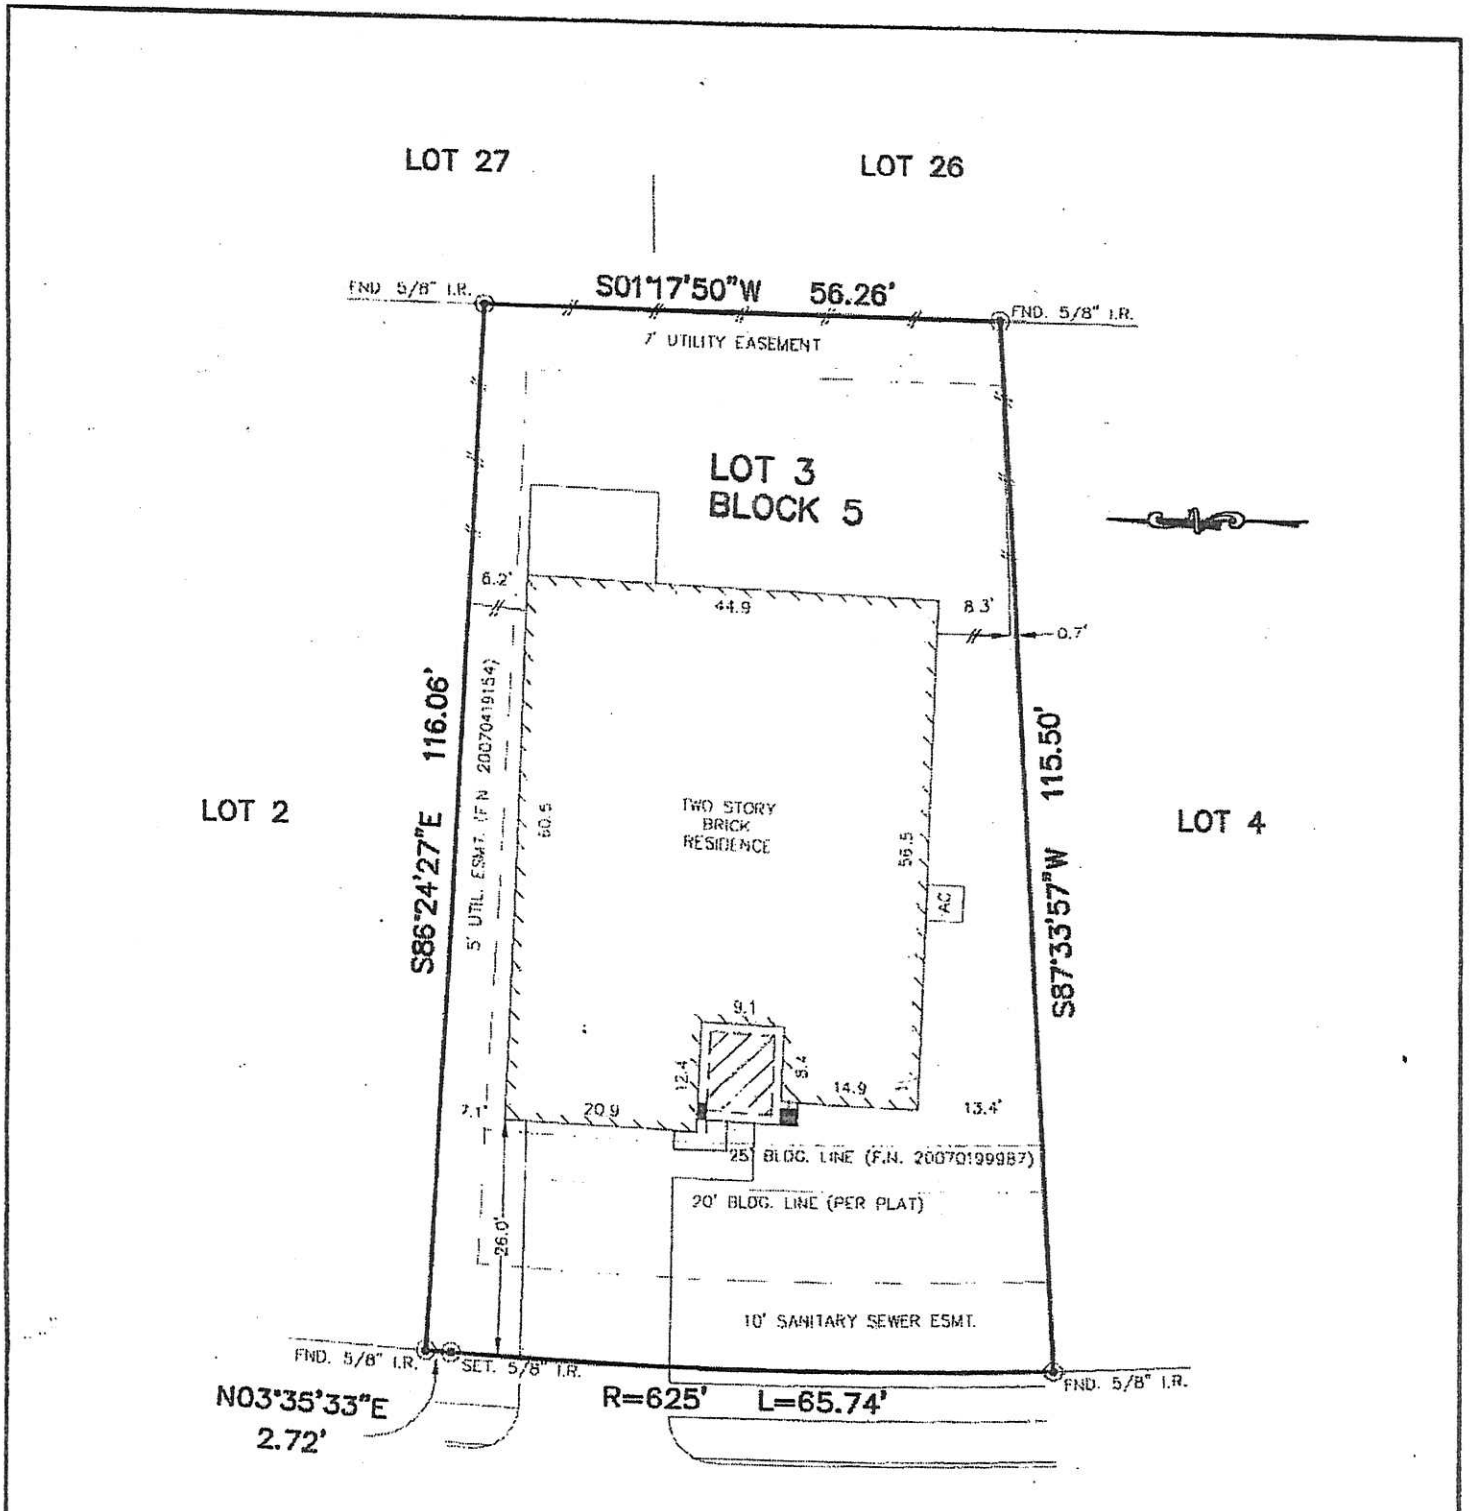 LOT 27
LOT 26
FND 5/8" I.R.
S01°17'50"W 56.26'
FND. 5/8" I.R.
7' UTILITY EASEMENT
LOT 3
BLOCK 5
44.9
8.3'
0.7'
S86°24'27"E 116.06'
5' UTIL. ESMT. (F.N 20070419154)
60.5
TWO STORY
BRICK
RESIDENCE
56.5
AC
S87°33'57"W 115.50'
LOT 2
LOT 4
9.1
12.4
14.9
7.1'
20.9
13.4'
25' BLDG. LINE (F.N. 20070199987)
20' BLDG. LINE (PER PLAT)
26.0'
10' SANITARY SEWER ESMT.
FND. 5/8" I.R.
SET. 5/8" I.R.
FND. 5/8" I.R.
N03°35'33"E
2.72'
R=625' L=65.74'